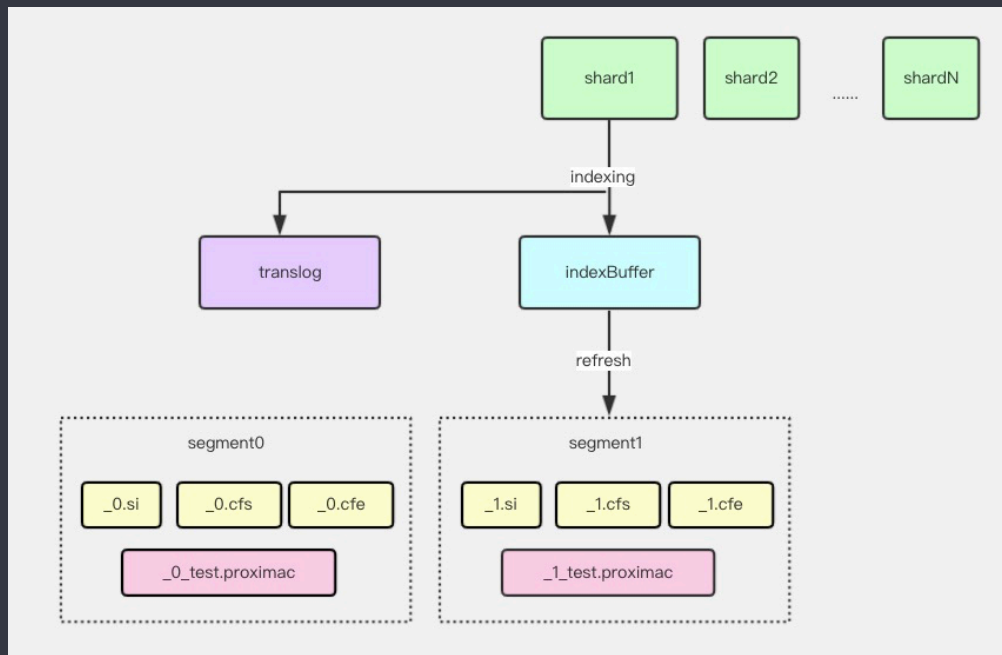 shard1
shard2
......
shardN
indexing
translog
indexBuffer
refresh
segment0
segment1
_0.si
_0.cfs
_0.cfe
_1.si
_1.cfs
_1.cfe
_0_test.proximac
_1_test.proximac